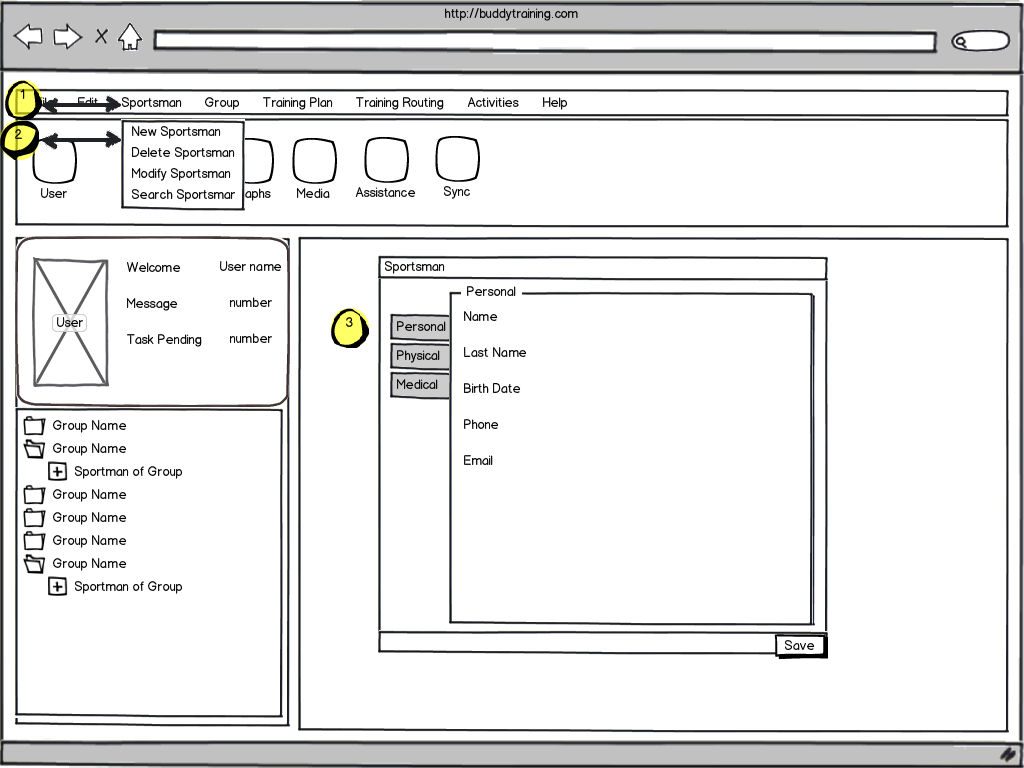 http://buddytraining.com
1
Edit Sportsman Group Training Plan Training Routing Activities Help
2
New Sportsman
Delete Sportsman
Modify Sportsman
Search Sportsmar
User aphs Media Assistance Sync
Welcome User name
Message number
User
Task Pending number
Group Name
Group Name
Sportman of Group
Group Name
Group Name
Group Name
Group Name
Sportman of Group
Sportsman
3
Personal
Personal
Physical
Medical
Name
Last Name
Birth Date
Phone
Email
Save